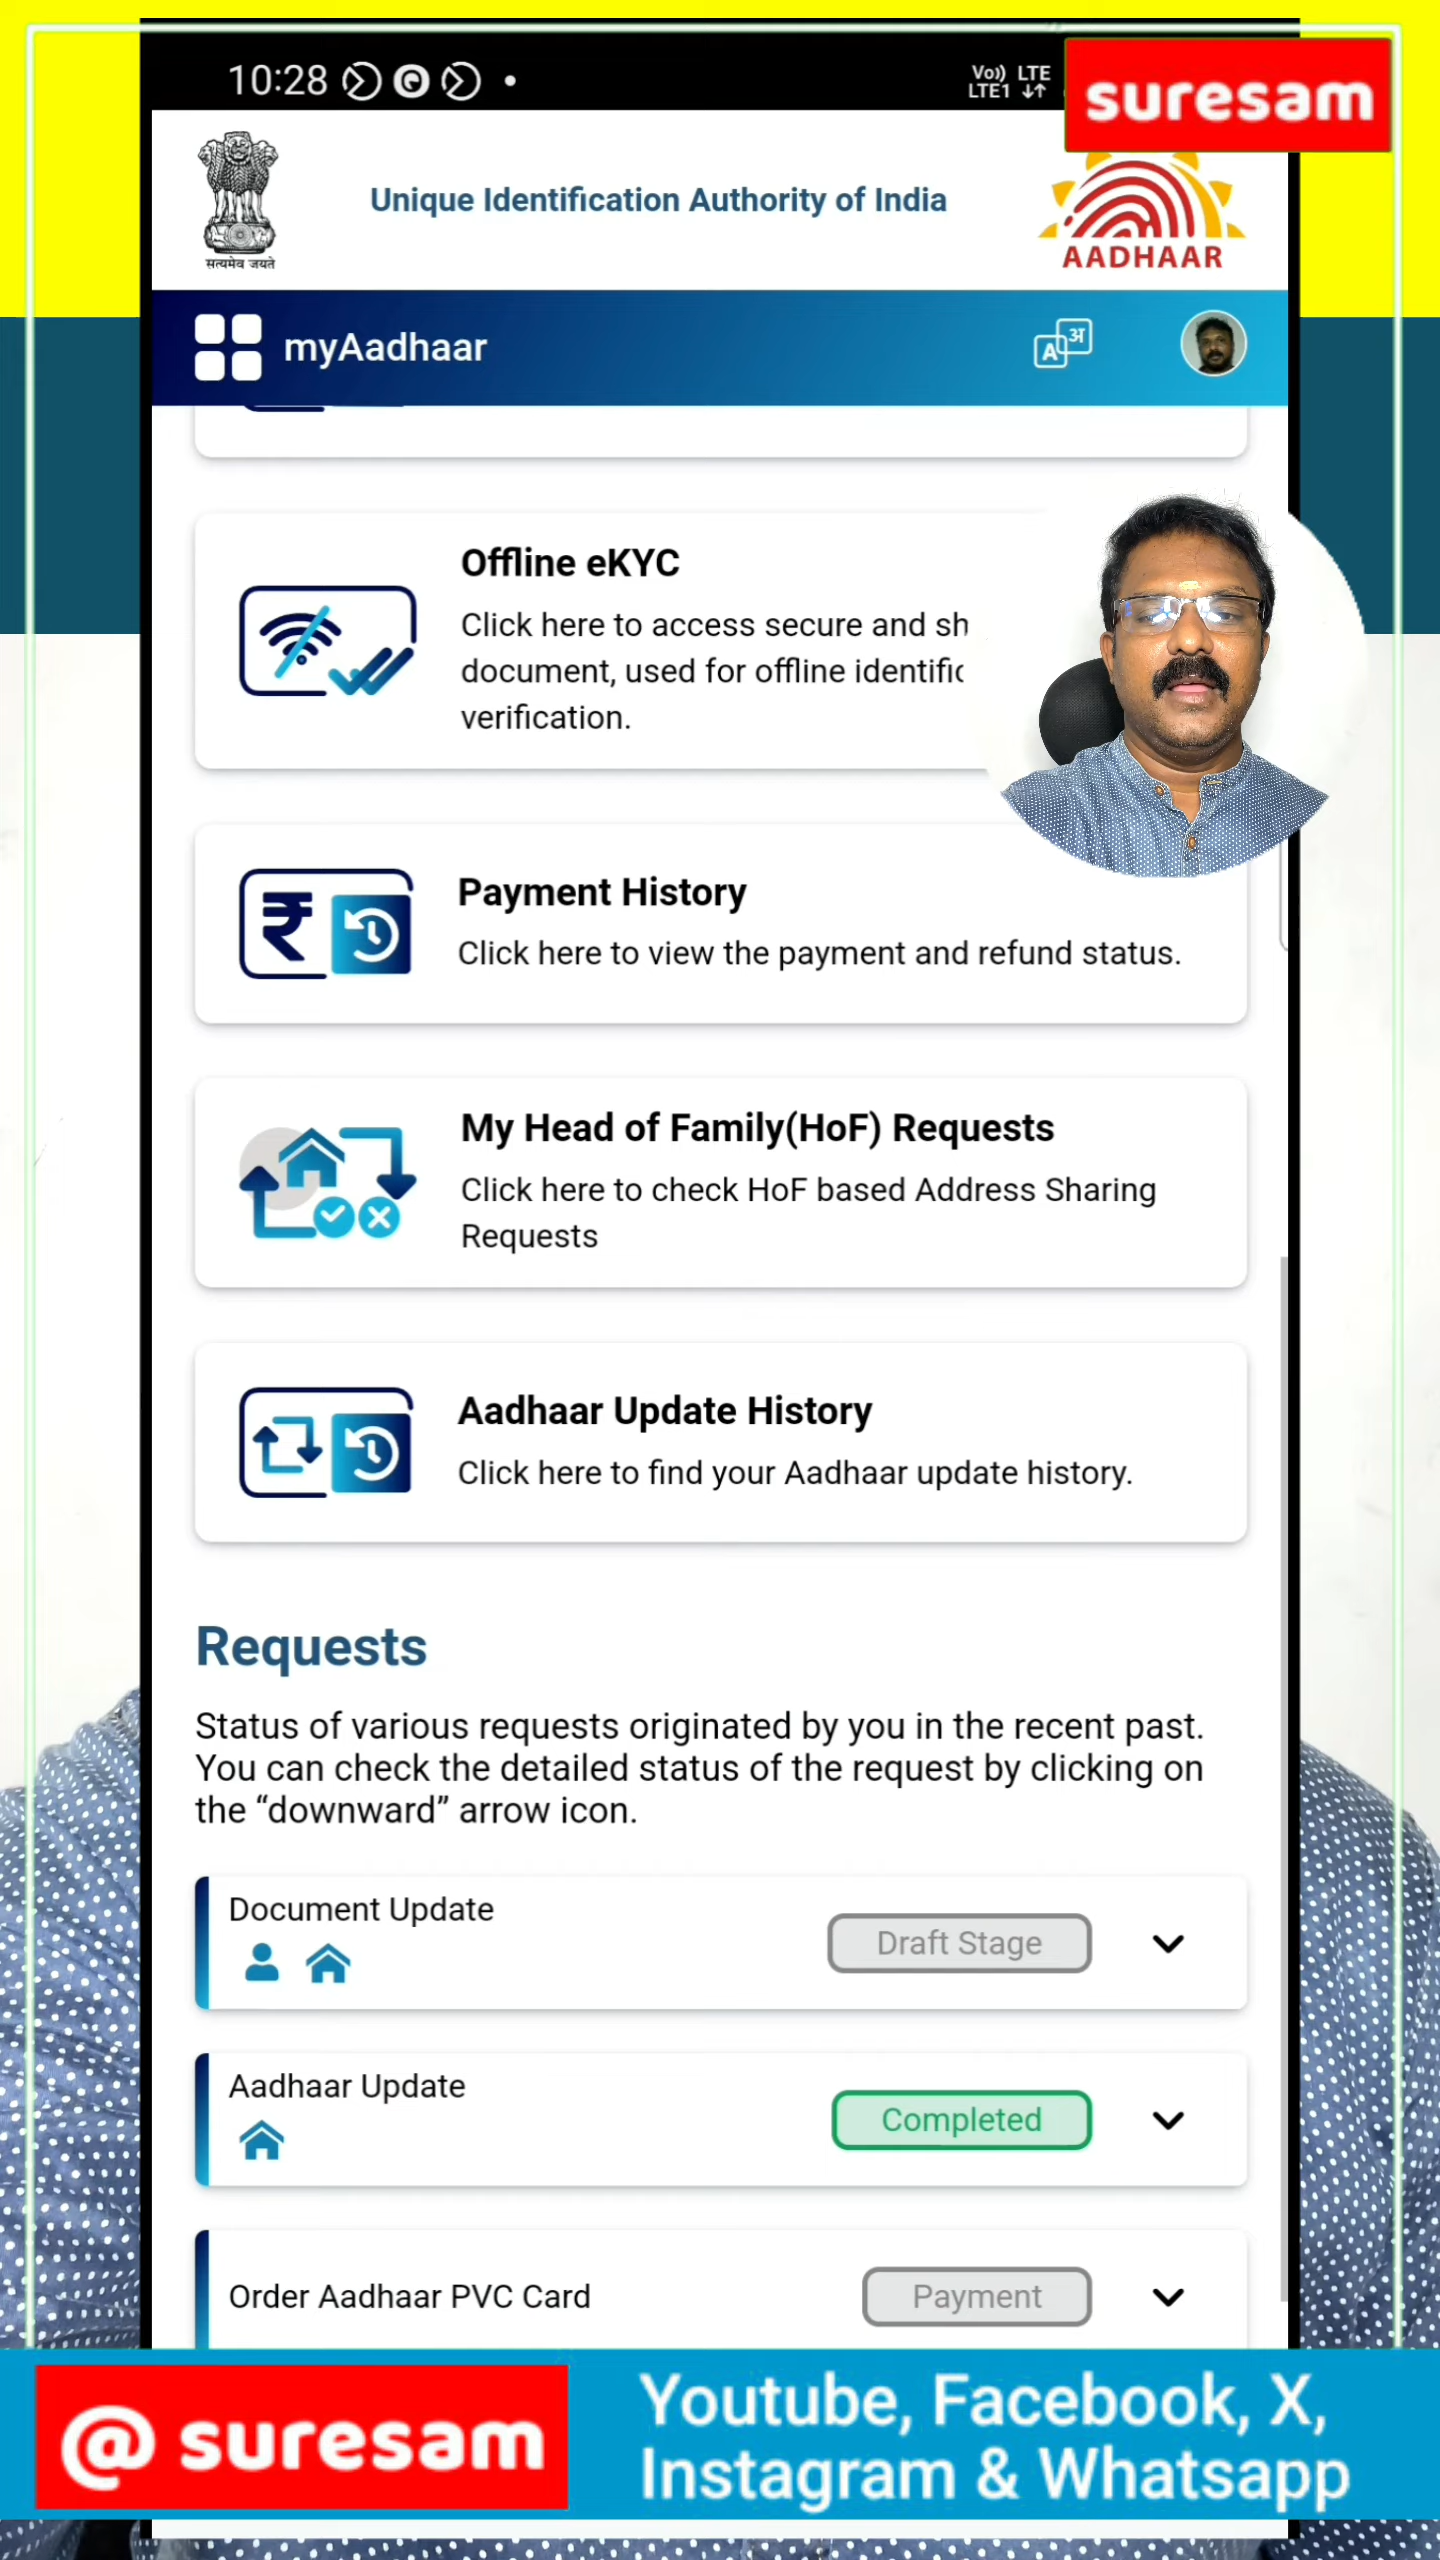 10:28
Vo)) LTE
LTE1
suresam
सत्यमेव जयते
Unique Identification Authority of India
AADHAAR
myAadhaar
A अ
Offline eKYC
Click here to access secure and sh
document, used for offline identific
verification.
Payment History
Click here to view the payment and refund status.
My Head of Family(HoF) Requests
Click here to check HoF based Address Sharing
Requests
Aadhaar Update History
Click here to find your Aadhaar update history.
Requests
Status of various requests originated by you in the recent past.
You can check the detailed status of the request by clicking on
the “downward” arrow icon.
Document Update
Draft Stage
Aadhaar Update
Completed
Order Aadhaar PVC Card
Payment
@ suresam
Youtube, Facebook, X,
Instagram & Whatsapp